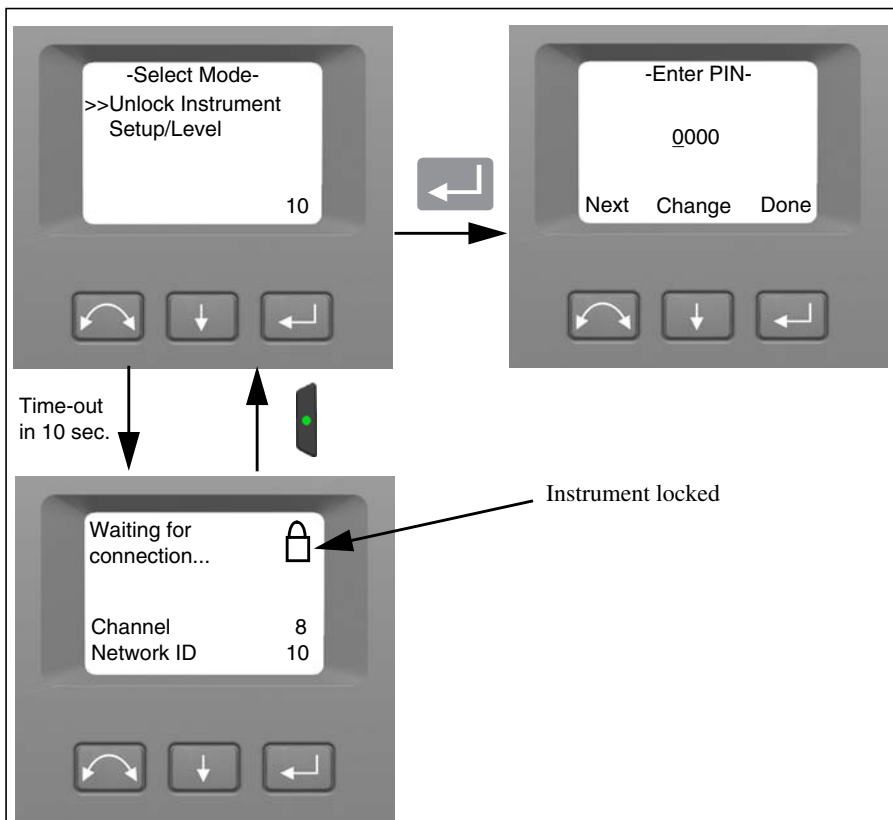 -Select Mode-
>>Unlock Instrument
Setup/Level
10
-Enter PIN-
0000
Next Change Done
Time-out
in 10 sec.
Waiting for
connection...
Channel 8
Network ID 10
Instrument locked